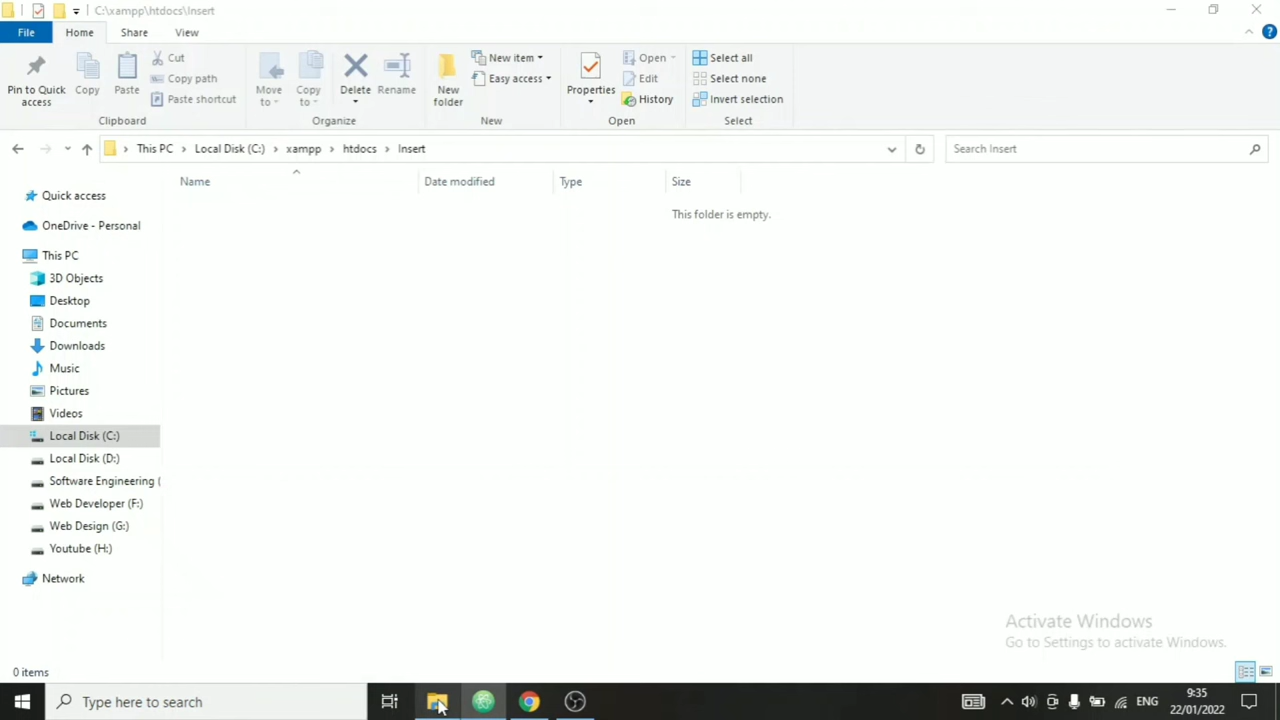 C:\xampp\htdocs\Insert
File Home Share View
Pin to Quick access
Copy
Paste
Cut
Copy path
Paste shortcut
Clipboard
Move to
Copy to
Delete
Rename
Organize
New folder
New item
Easy access
New
Properties
Open
Edit
History
Open
Select all
Select none
Invert selection
Select
This PC Local Disk (C:) xampp htdocs Insert
Search Insert
Name Date modified Type Size
This folder is empty.
Quick access
OneDrive - Personal
This PC
3D Objects
Desktop
Documents
Downloads
Music
Pictures
Videos
Local Disk (C:)
Local Disk (D:)
Software Engineering (
Web Developer (F:)
Web Design (G:)
Youtube (H:)
Network
Activate Windows
Go to Settings to activate Windows.
0 items
Type here to search
ENG
9:35
22/01/2022